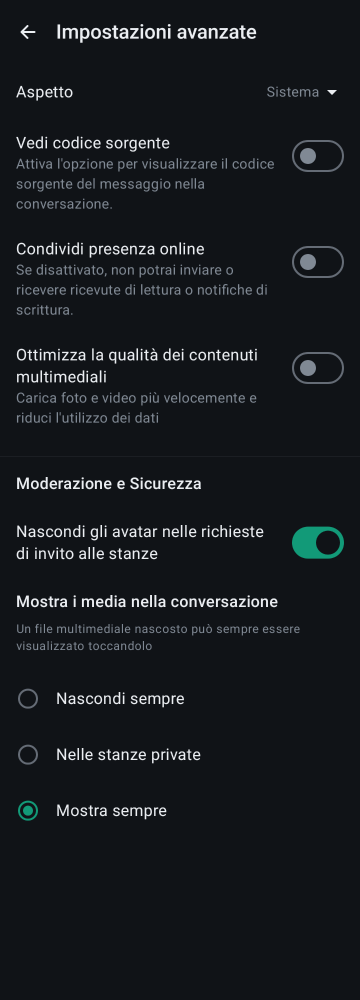 Impostazioni avanzate
Aspetto
Sistema
Vedi codice sorgente
Attiva l'opzione per visualizzare il codice
sorgente del messaggio nella
conversazione.
Condividi presenza online
Se disattivato, non potrai inviare o
ricevere ricevute di lettura o notifiche di
scrittura.
Ottimizza la qualità dei contenuti
multimediali
Carica foto e video più velocemente e
riduci l'utilizzo dei dati
Moderazione e Sicurezza
Nascondi gli avatar nelle richieste
di invito alle stanze
Mostra i media nella conversazione
Un file multimediale nascosto può sempre essere
visualizzato toccandolo
Nascondi sempre
Nelle stanze private
Mostra sempre